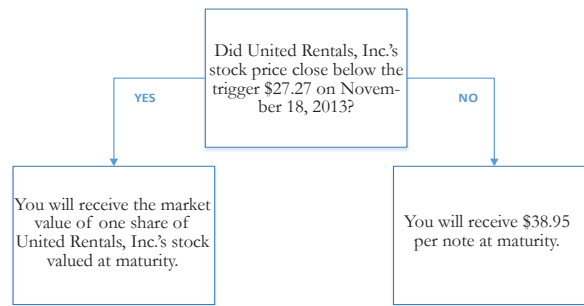 Did United Rentals, Inc.'s
stock price close below the
trigger $27.27 on Novem-
ber 18, 2013?
YES
NO
You will receive the market
value of one share of
United Rentals, Inc.'s stock
valued at maturity.
You will receive $38.95
per note at maturity.